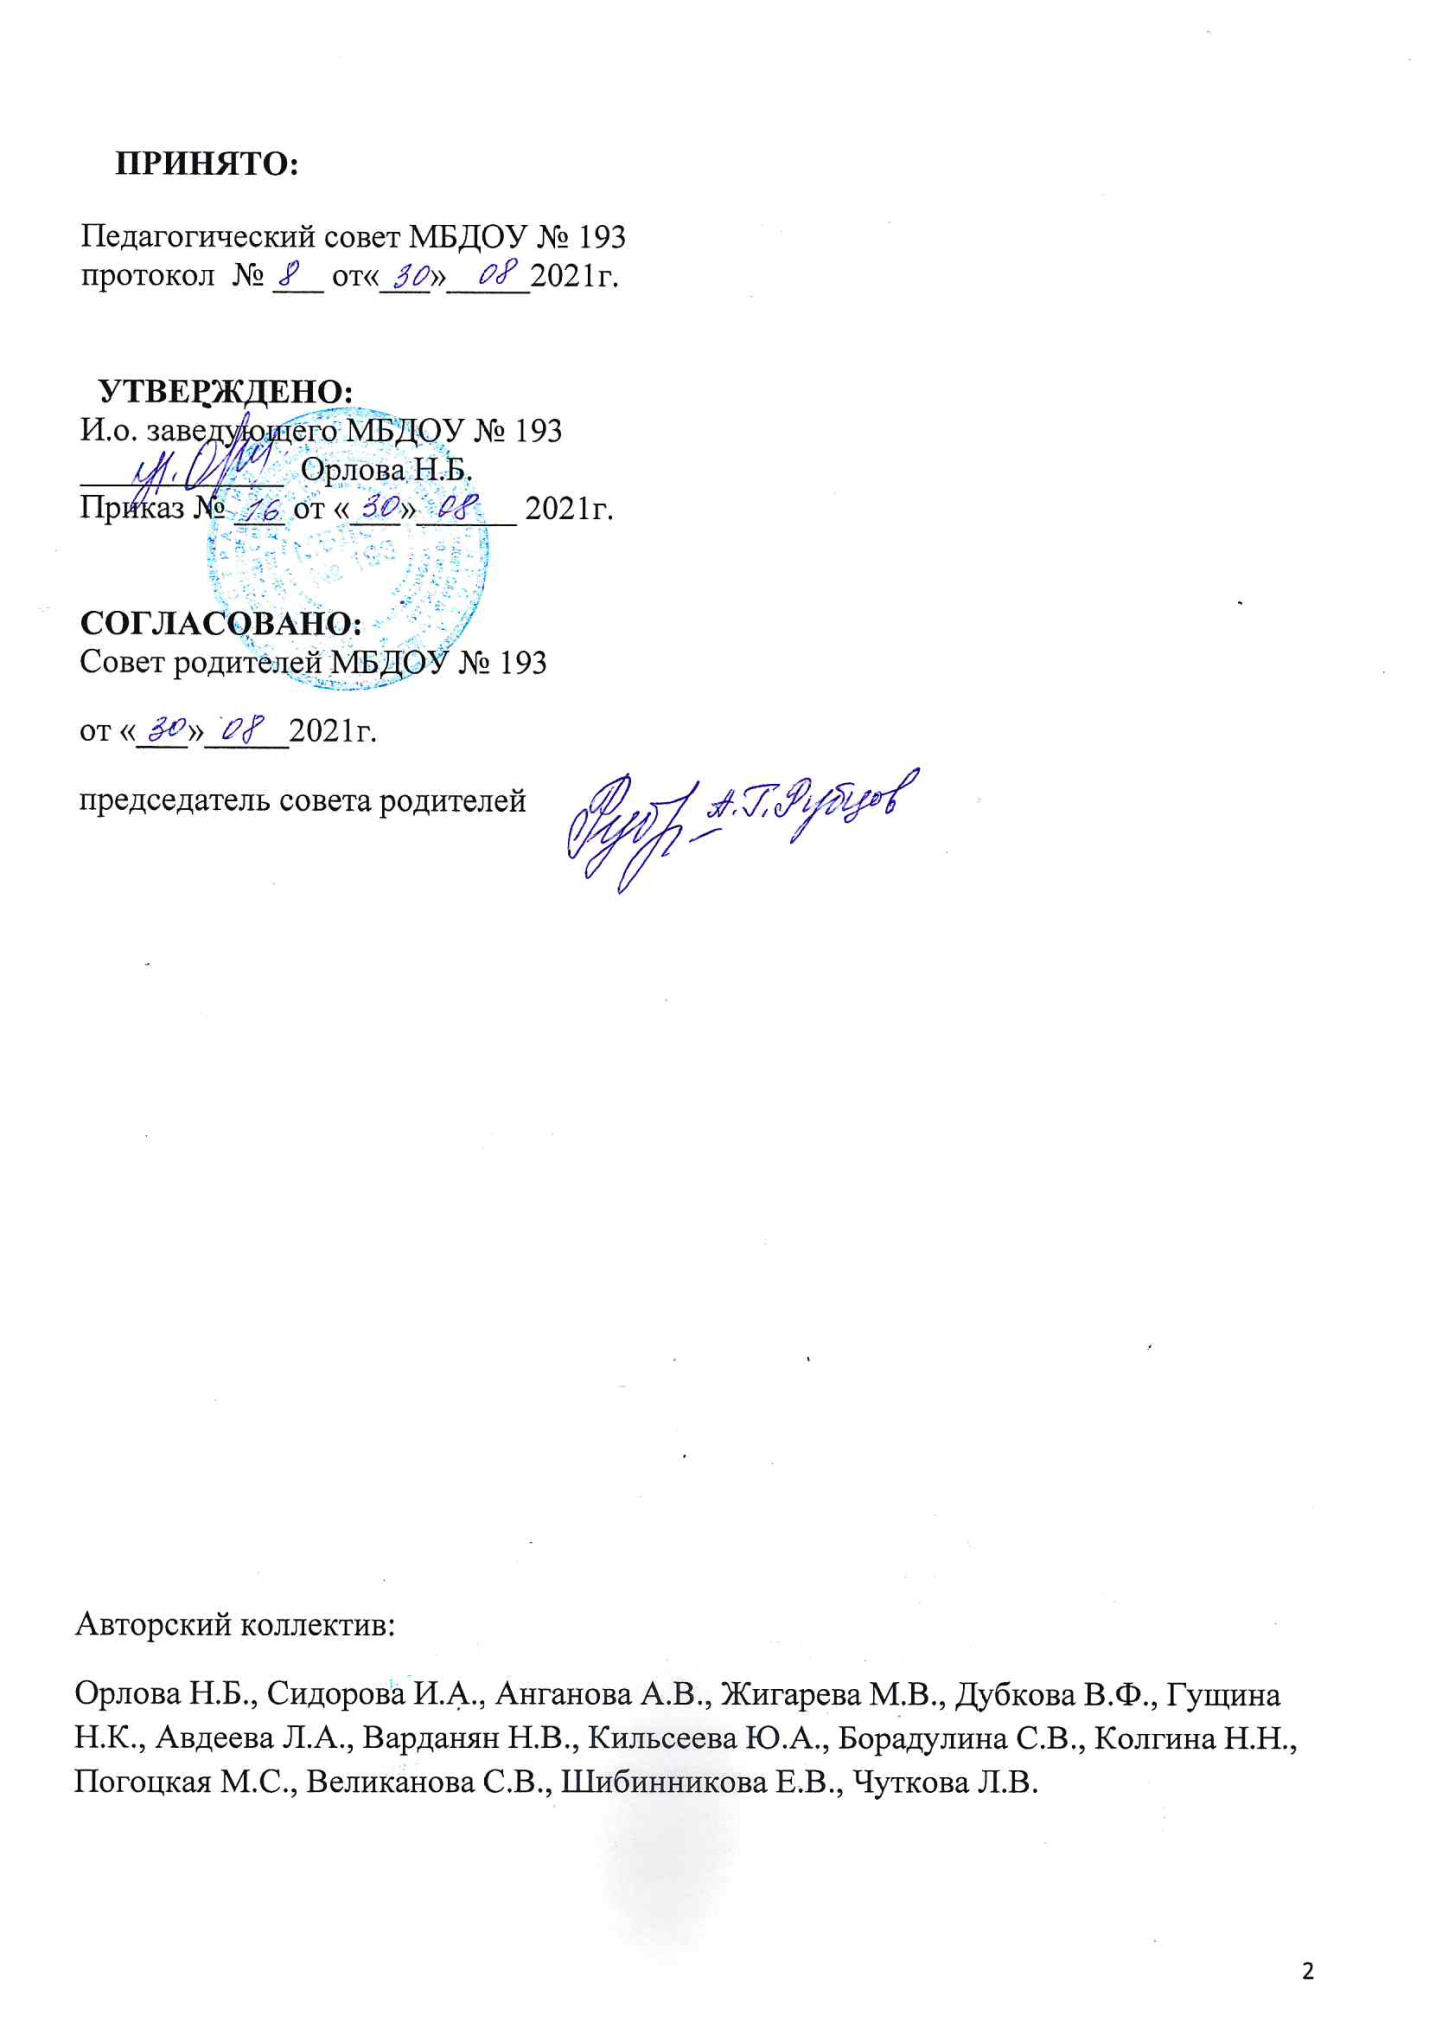 ПРИНЯТО:
Педагогический совет МБДОУ № 193
протокол № 8 от« 30 » 08 2021г.
УТВЕРЖДЕНО:
И.о. заведующего МБДОУ № 193
Орлова Н.Б.
Приказ № 16 от « 30 » 08 2021г.
№ 193
СОГЛАСОВАНО:
Совет родителей МБДОУ № 193
от « 30 » 08 2021г.
председатель совета родителей А.Г.Рубцов
Авторский коллектив:
Орлова Н.Б., Сидорова И.А., Анганова А.В., Жигарева М.В., Дубкова В.Ф., Гущина
Н.К., Авдеева Л.А., Варданян Н.В., Кильсеева Ю.А., Борадулина С.В., Колгина Н.Н.,
Погоцкая М.С., Великанова С.В., Шибинникова Е.В., Чуткова Л.В.
2